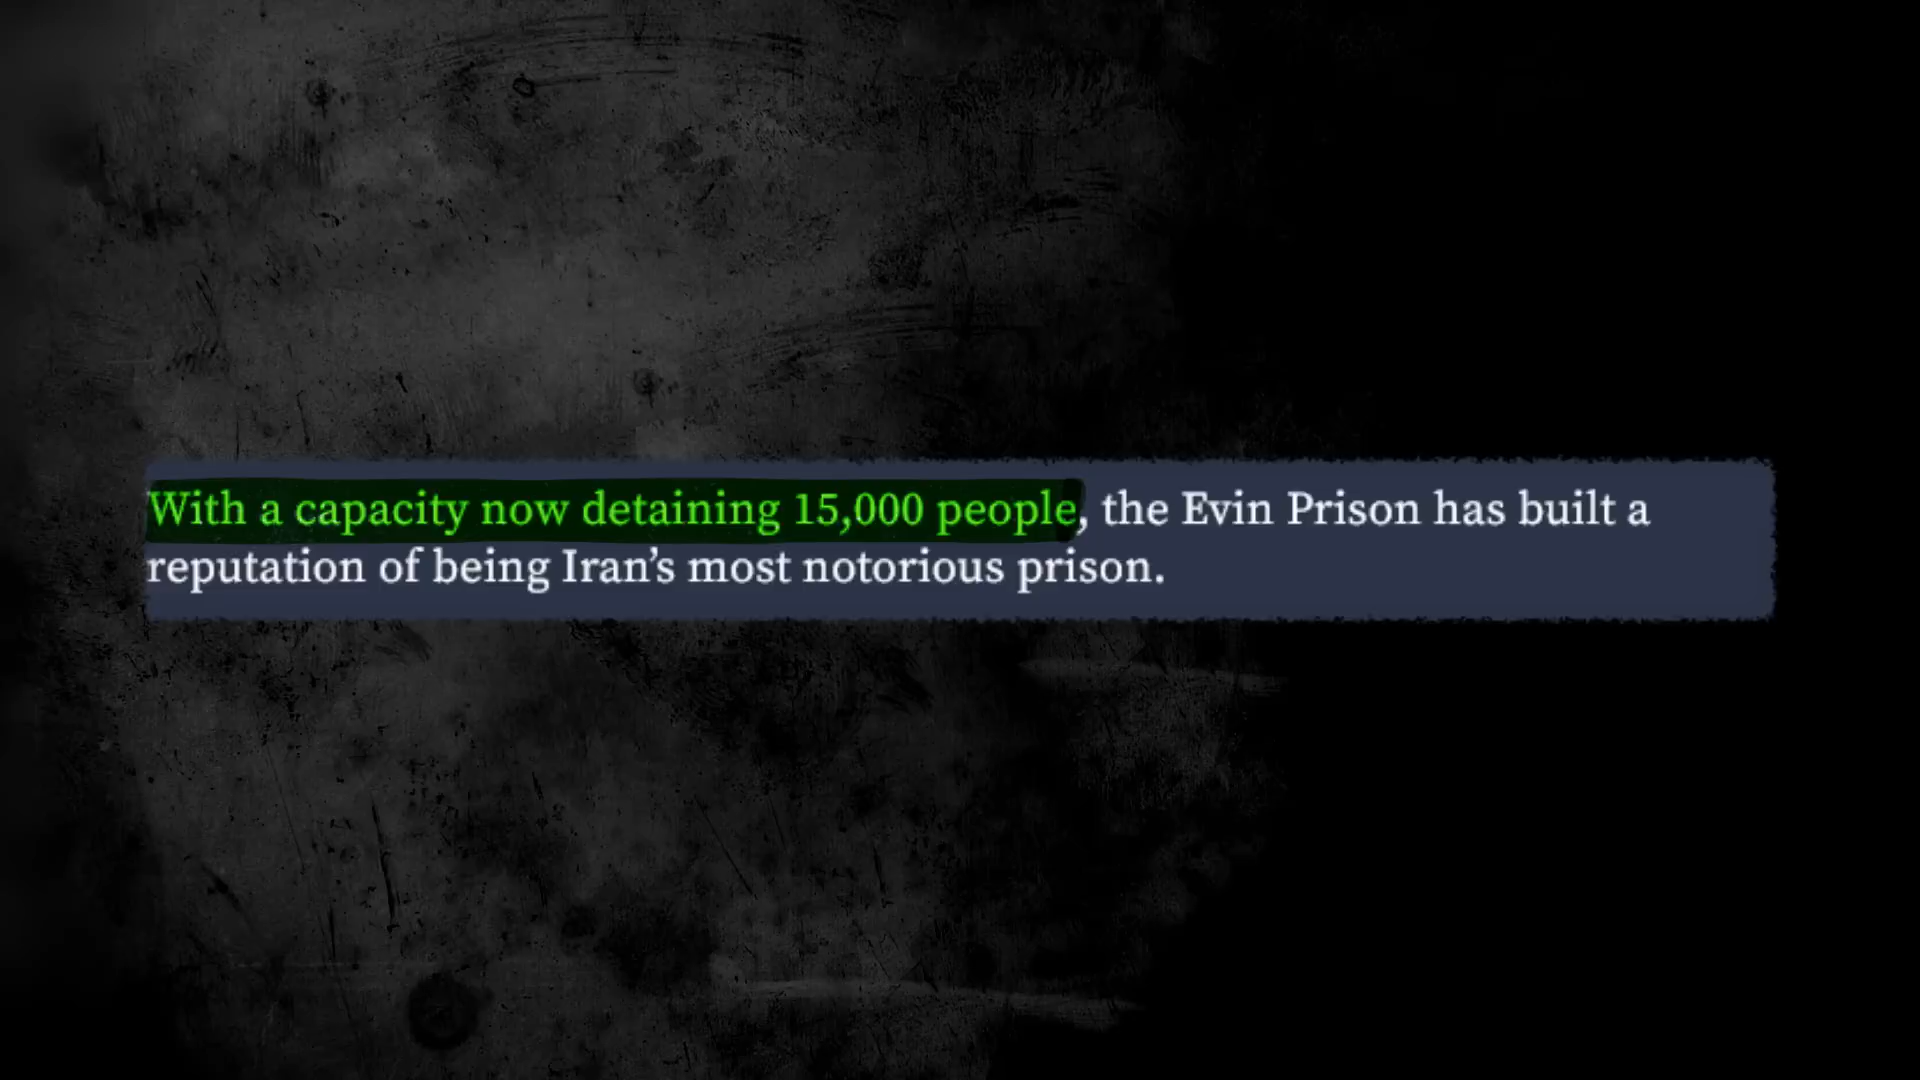 With a capacity now detaining 15,000 people, the Evin Prison has built a
reputation of being Iran’s most notorious prison.